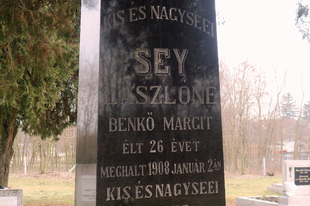 KIS ÉS NAGYSEEI
SEY
LÁSZLÓNÉ
BENKŐ MARGIT
ÉLT 26 ÉVET
MEGHALT 1908 JANUÁR 2ÁN
KIS ÉS NAGYSEEI